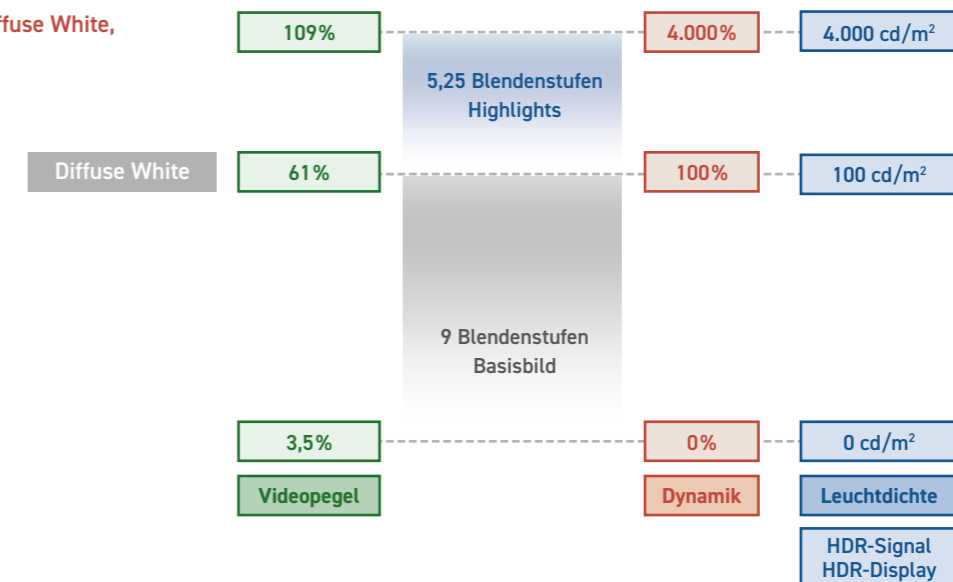 ffuse White,
109%
4.000%
4.000 cd/m²
5,25 Blendenstufen
Highlights
Diffuse White
61%
100%
100 cd/m²
9 Blendenstufen
Basisbild
3,5%
0%
0 cd/m²
Videopegel
Dynamik
Leuchtdichte
HDR-Signal
HDR-Display